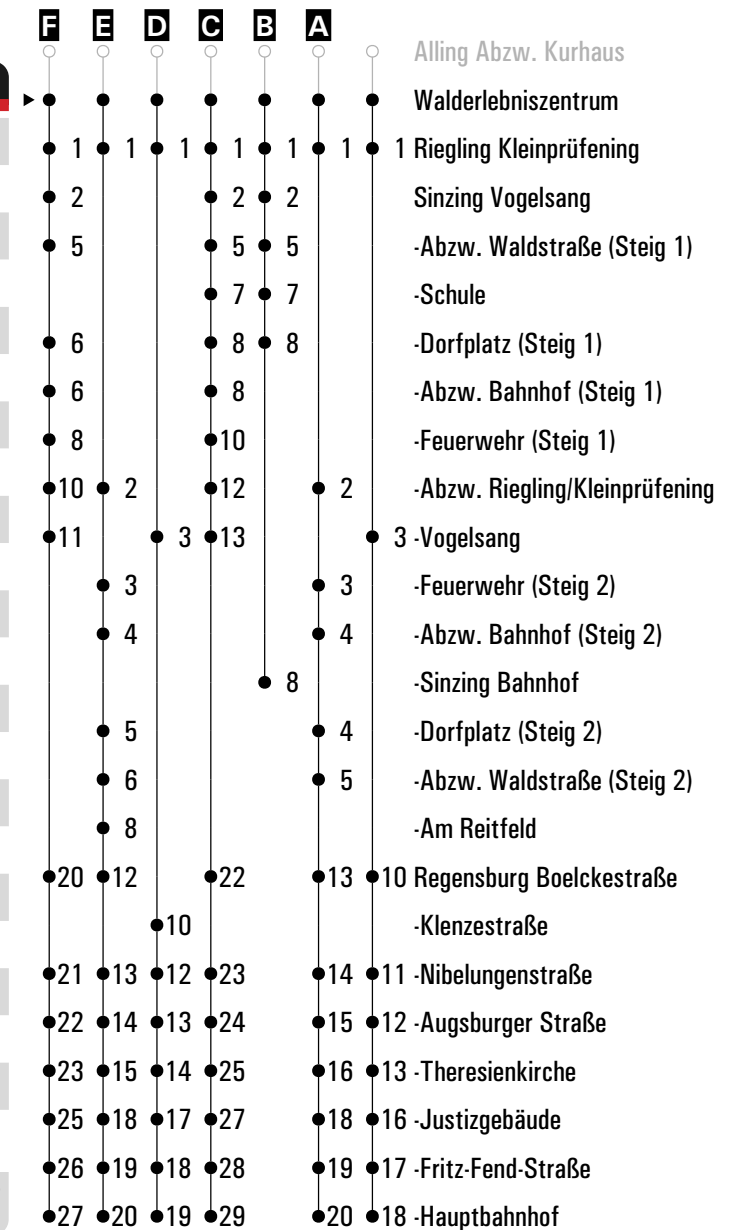 F E D C B A
Alling Abzw. Kurhaus
Walderlebniszentrum
1 1 1 1 1 1 1 Riegling Kleinprüfening
2 2 2 Sinzing Vogelsang
5 5 5 -Abzw. Waldstraße (Steig 1)
7 7 -Schule
6 8 8 -Dorfplatz (Steig 1)
6 8 -Abzw. Bahnhof (Steig 1)
8 10 -Feuerwehr (Steig 1)
10 2 12 2 -Abzw. Riegling/Kleinprüfening
11 3 13 3 -Vogelsang
3 3 -Feuerwehr (Steig 2)
4 4 -Abzw. Bahnhof (Steig 2)
8 -Sinzing Bahnhof
5 4 -Dorfplatz (Steig 2)
6 5 -Abzw. Waldstraße (Steig 2)
8 -Am Reitfeld
20 12 22 13 10 Regensburg Boelckestraße
10 -Klenzestraße
21 13 12 23 14 11 -Nibelungenstraße
22 14 13 24 15 12 -Augsburger Straße
23 15 14 25 16 13 -Theresienkirche
25 18 17 27 18 16 -Justizgebäude
26 19 18 28 19 17 -Fritz-Fend-Straße
27 20 19 29 20 18 -Hauptbahnhof